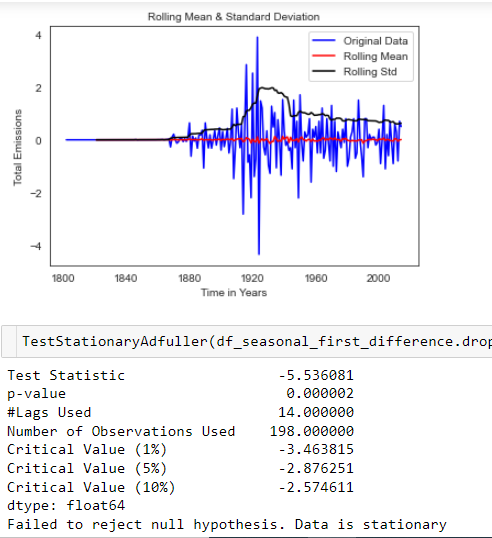 Rolling Mean & Standard Deviation
4
2
0
−2
−4
Total Emissions
Original Data
Rolling Mean
Rolling Std
1800 1840 1880 1920 1960 2000
Time in Years
TestStationaryAdfuller(df_seasonal_first_difference.drop
Test Statistic -5.536081
p-value 0.000002
#Lags Used 14.000000
Number of Observations Used 198.000000
Critical Value (1%) -3.463815
Critical Value (5%) -2.876251
Critical Value (10%) -2.574611
dtype: float64
Failed to reject null hypothesis. Data is stationary